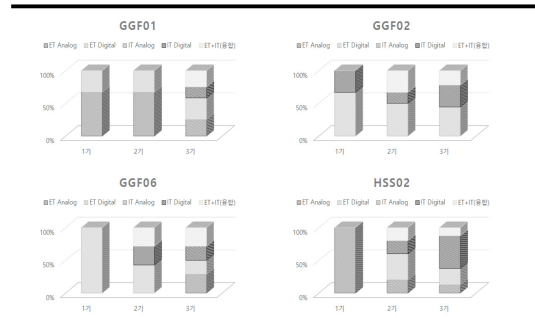 GGF01
ET Analog ET Digital IT Analog IT Digital ET+IT(융합)
100%
50%
0%
1기 2기 3기
GGF02
ET Analog ET Digital IT Analog IT Digital ET+IT(융합)
100%
50%
0%
1기 2기 3기
GGF06
ET Analog ET Digital IT Analog IT Digital ET+IT(융합)
100%
50%
0%
1기 2기 3기
HSS02
ET Analog ET Digital IT Analog IT Digital ET+IT(융합)
100%
50%
0%
1기 2기 3기